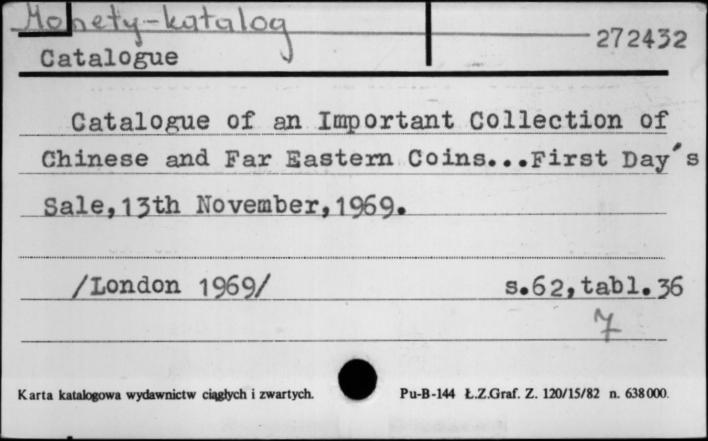 Monety-katalog
272432
Catalogue
Catalogue of an Important Collection of
Chinese and Far Eastern Coins...First Day's
Sale,13th November,1969.
/London 1969/ s.62,tabl.36
7
Karta katalogowa wydawnictw ciągłych i zwartych. Pu-B-144 Ł.Z.Graf. Z. 120/15/82 n. 638000.